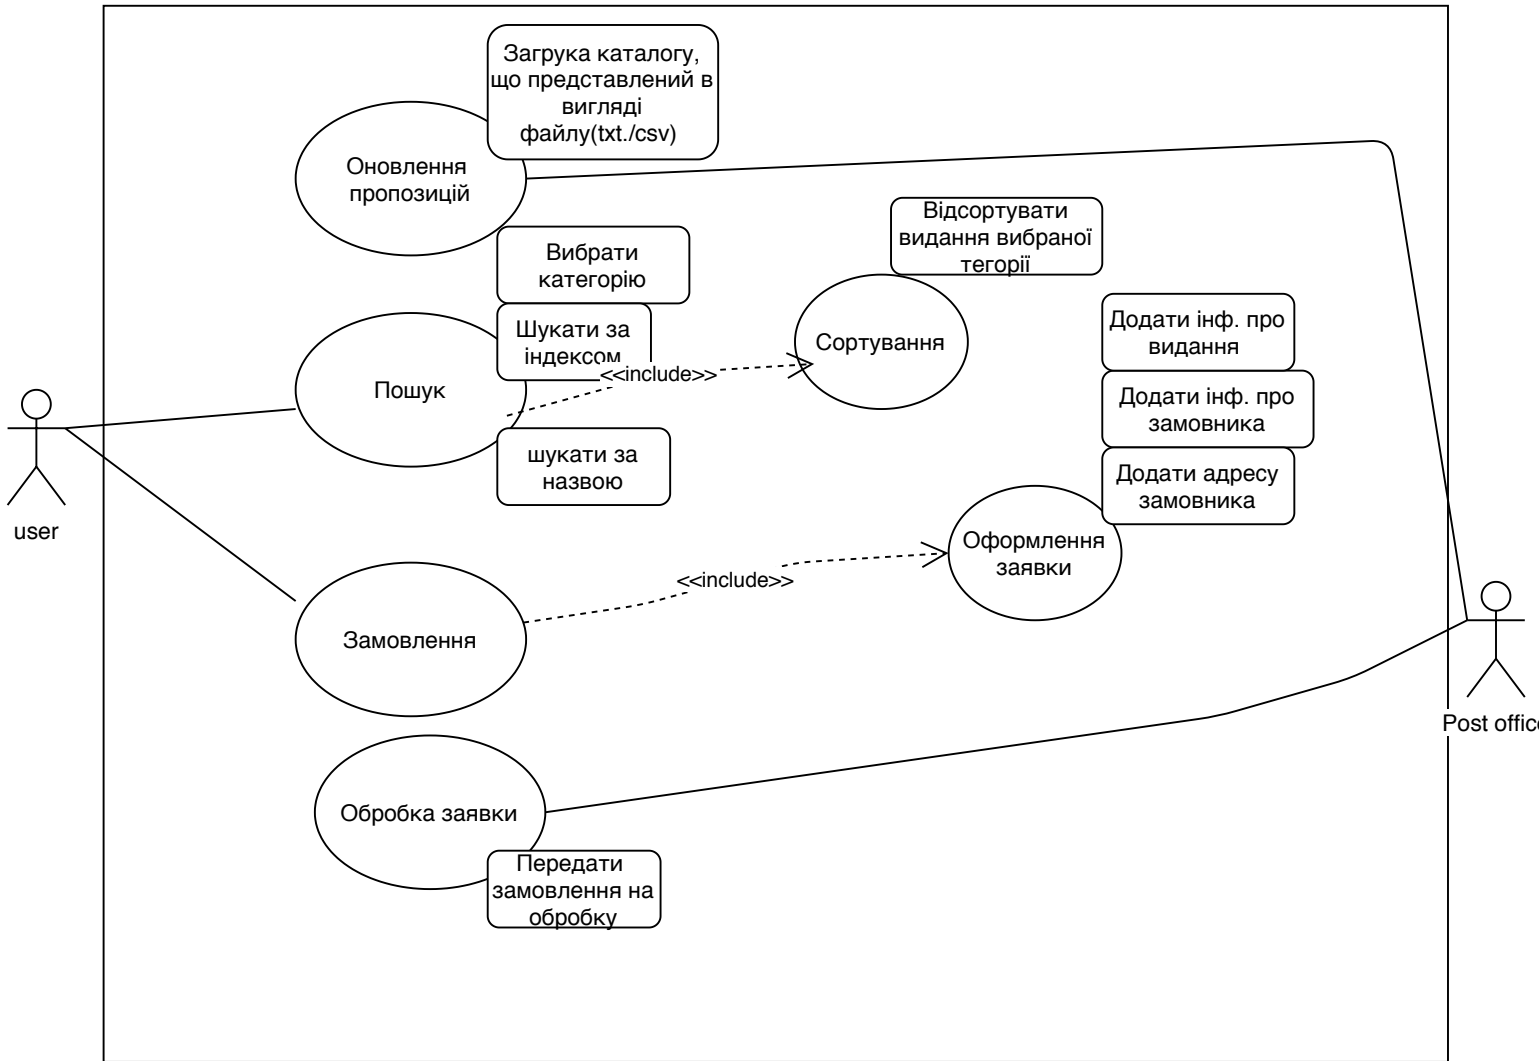 Загрука каталогу,
що представлений в
вигляді
файлу(txt./csv)
Оновлення
пропозицій
Відсортувати
видання вибраної
тегорії
Вибрати
категорію
Шукати за
індексом
<<include>>
Сортування
Додати інф. про
видання
Пошук
Додати інф. про
замовника
шукати за
назвою
Додати адресу
замовника
user
Оформлення
заявки
<<include>>
Замовлення
Post office
Обробка заявки
Передати
замовлення на
обробку